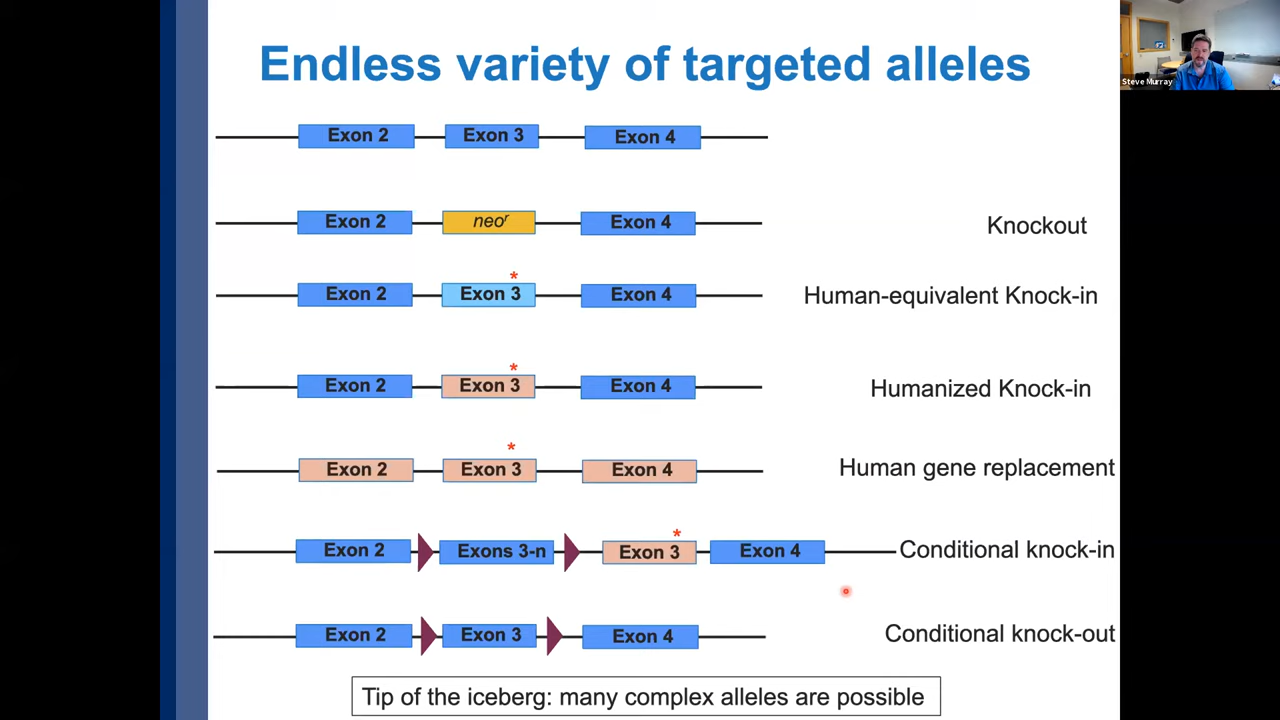 Endless variety of targeted alleles
Steve Murray
Exon 2 Exon 3 Exon 4
Exon 2 neoʳ Exon 4 Knockout
*
Exon 2 Exon 3 Exon 4 Human-equivalent Knock-in
*
Exon 2 Exon 3 Exon 4 Humanized Knock-in
*
Exon 2 Exon 3 Exon 4 Human gene replacement
*
Exon 2 Exons 3-n Exon 3 Exon 4 Conditional knock-in
Exon 2 Exon 3 Exon 4 Conditional knock-out
Tip of the iceberg: many complex alleles are possible